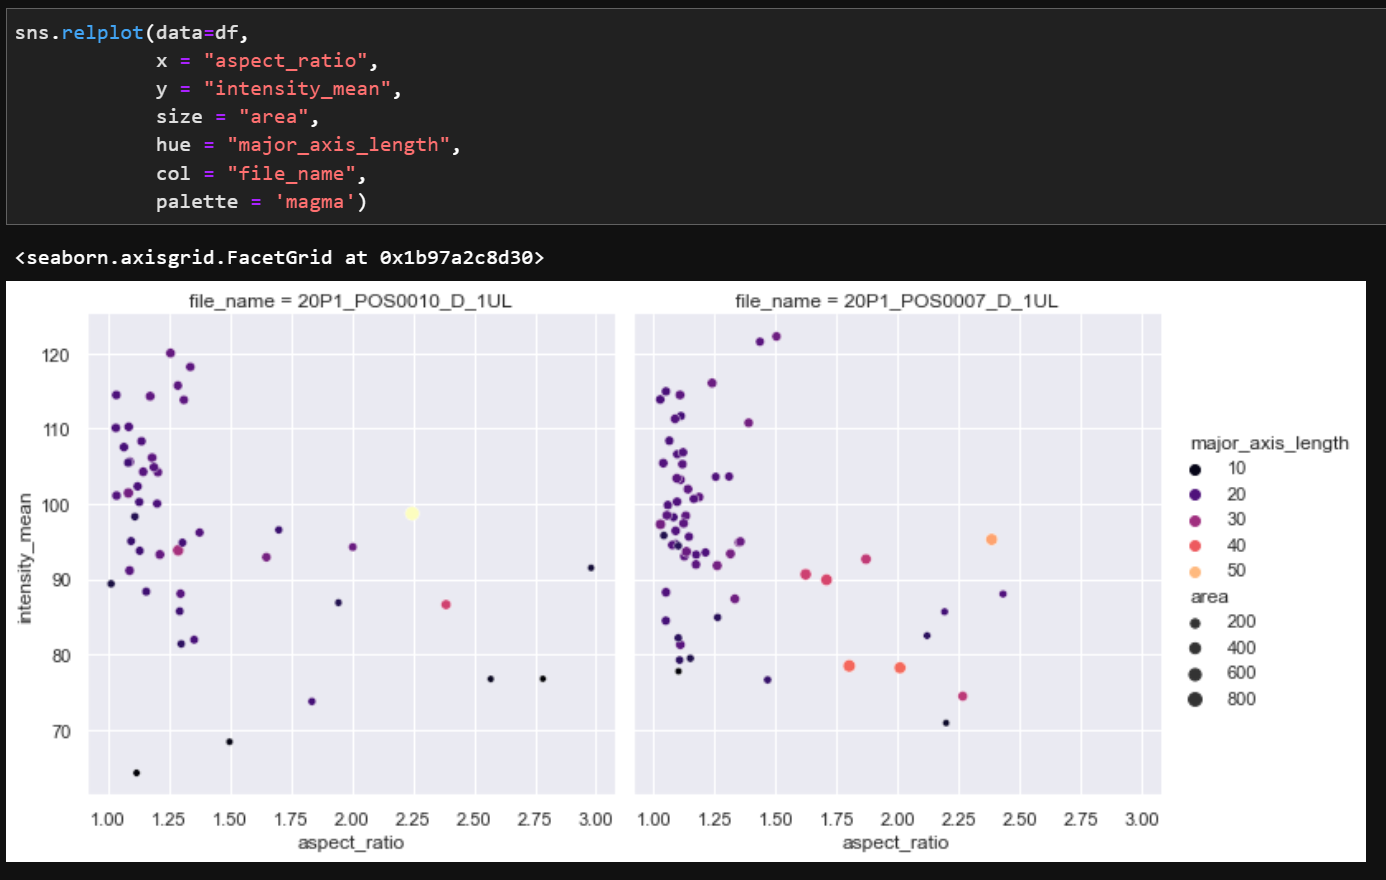 sns.relplot(data=df,
x = "aspect_ratio",
y = "intensity_mean",
size = "area",
hue = "major_axis_length",
col = "file_name",
palette = 'magma')
<seaborn.axisgrid.FacetGrid at 0x1b97a2c8d30>
file_name = 20P1_POS0010_D_1UL
file_name = 20P1_POS0007_D_1UL
intensity_mean
120
110
100
90
80
70
1.00 1.25 1.50 1.75 2.00 2.25 2.50 2.75 3.00
aspect_ratio
1.00 1.25 1.50 1.75 2.00 2.25 2.50 2.75 3.00
aspect_ratio
major_axis_length
10
20
30
40
50
area
200
400
600
800